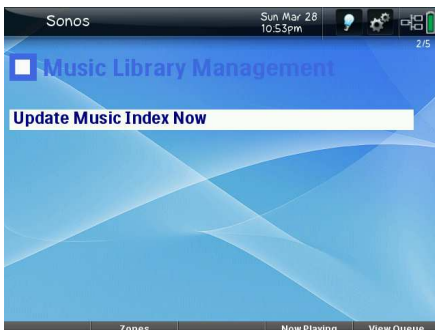 Sonos
Sun Mar 28
10:53pm
2/5
Music Library Management
Update Music Index Now
Zones
Now Playing
View Queue